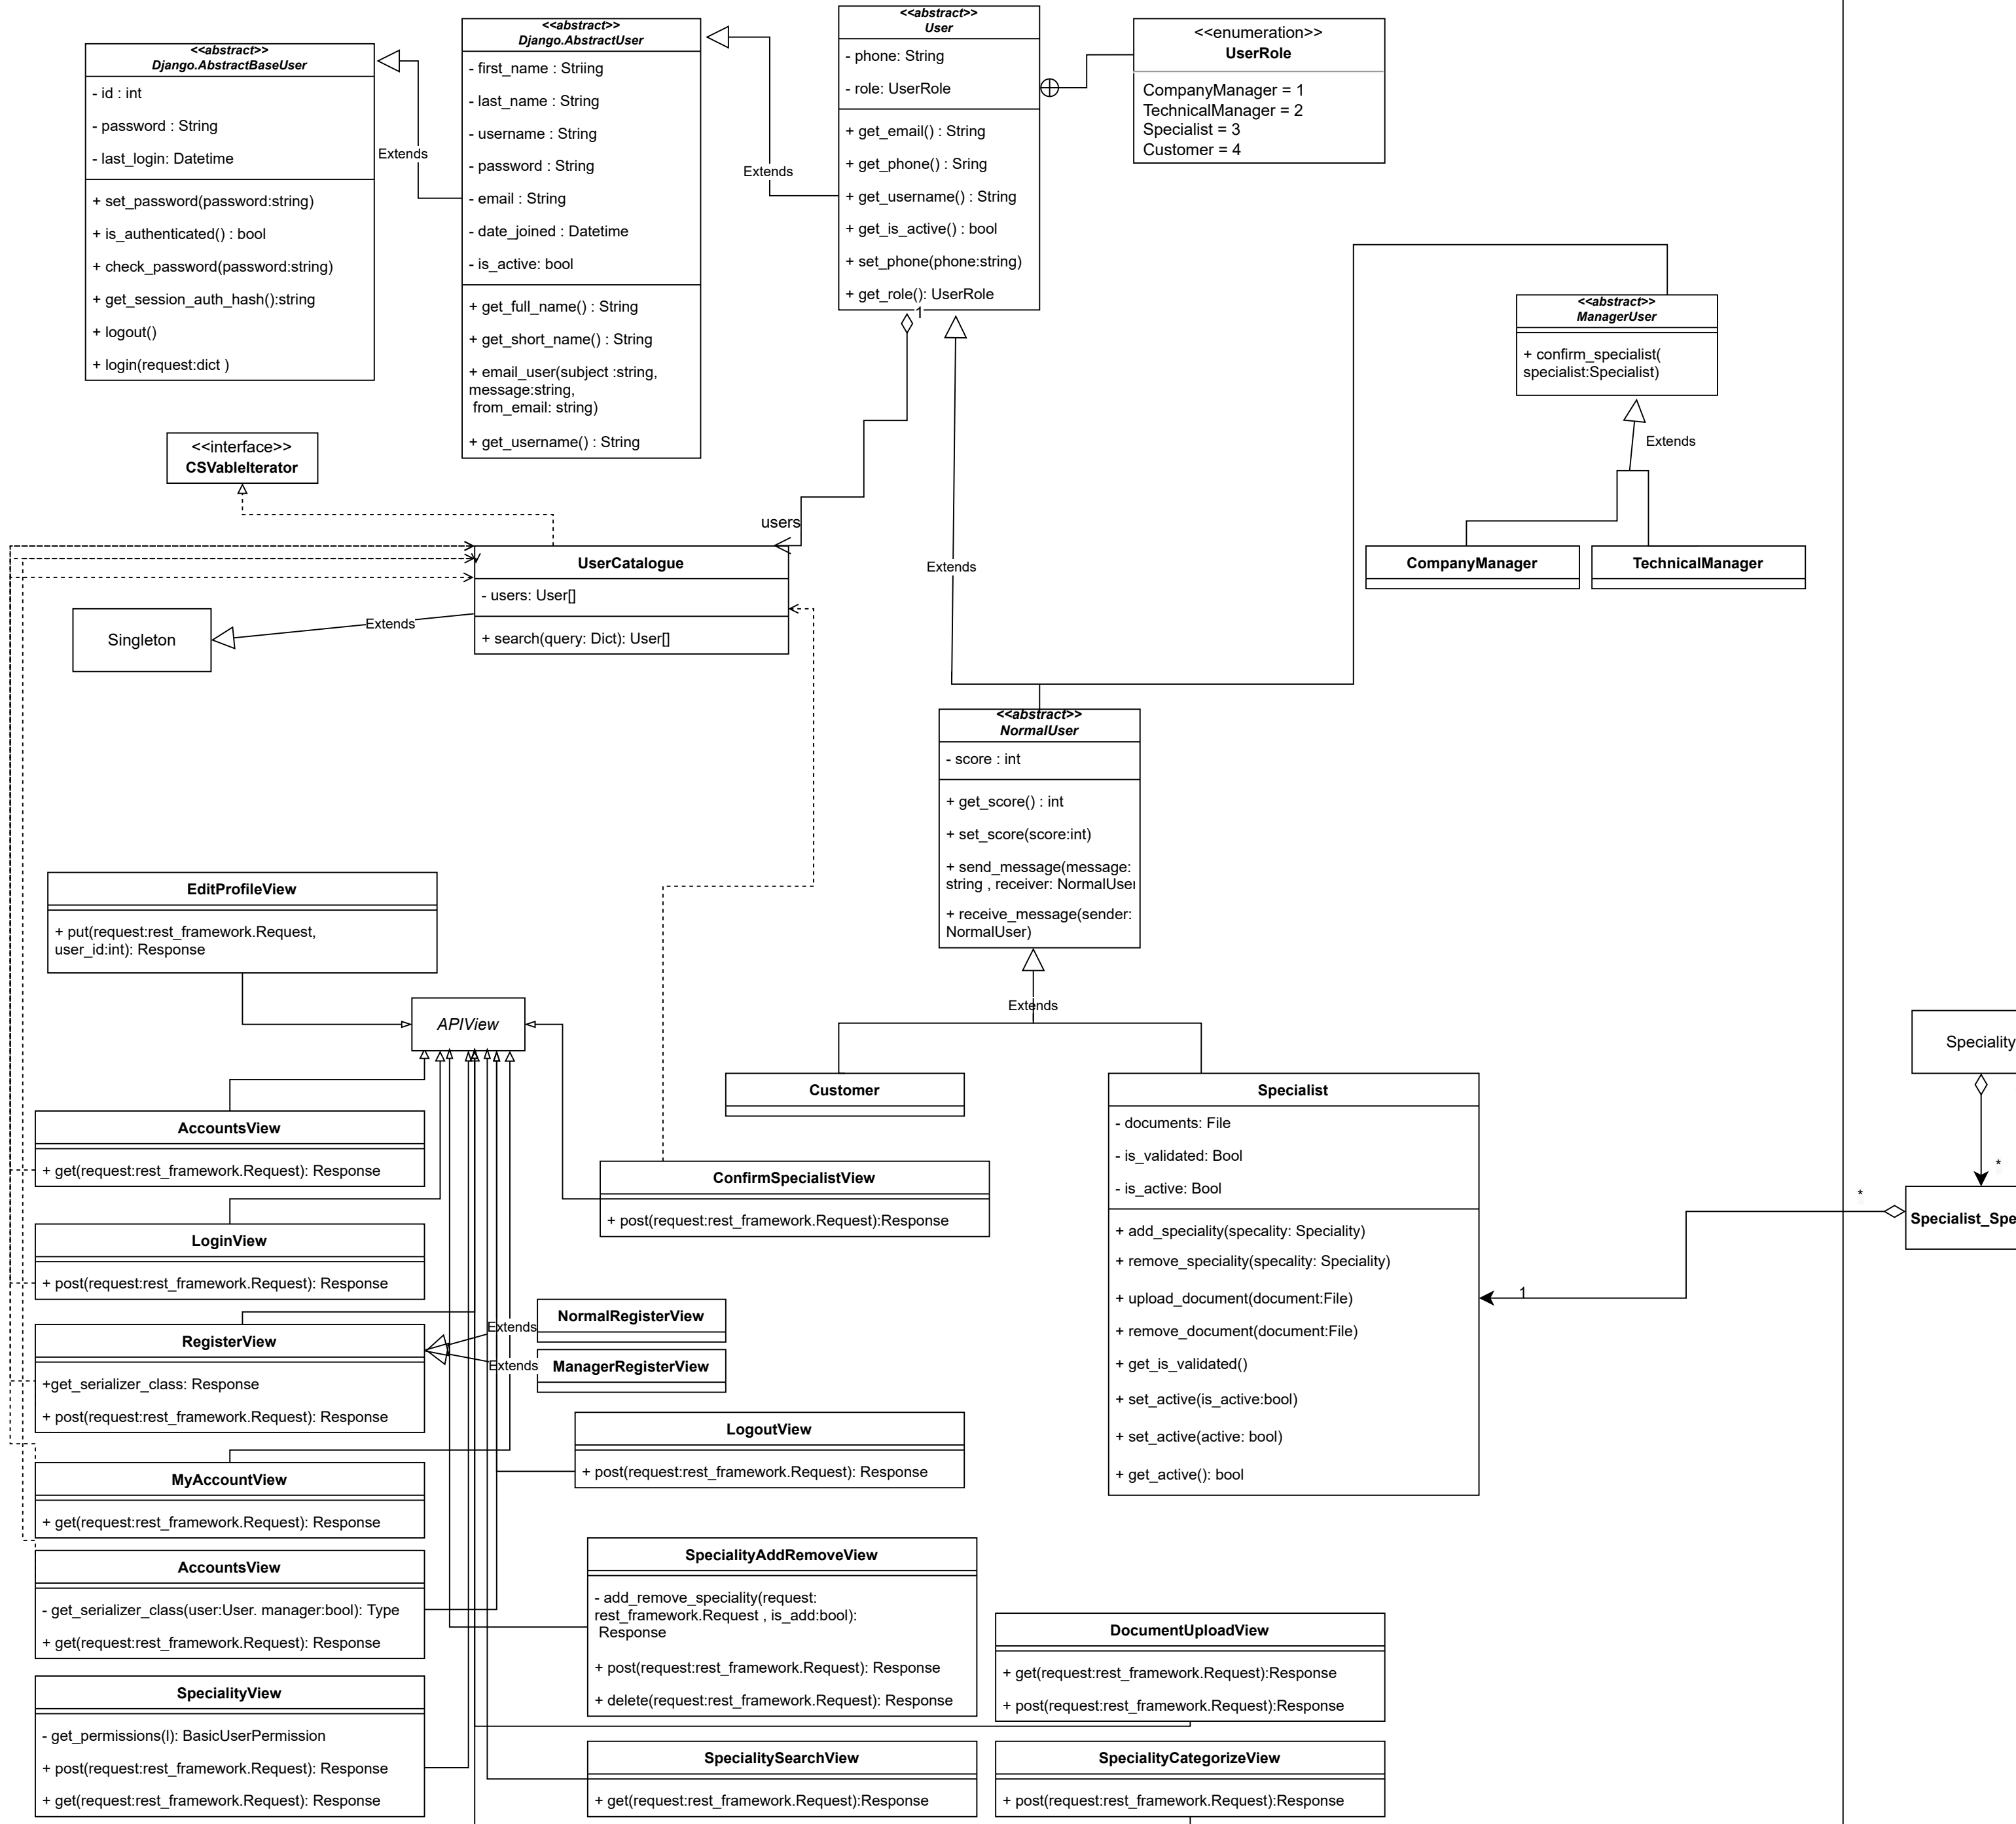 <<abstract>>
Django.AbstractBaseUser
- id : int
- password : String
- last_login: Datetime
+ set_password(password:string)
+ is_authenticated() : bool
+ check_password(password:string)
+ get_session_auth_hash():string
+ logout()
+ login(request:dict )
Extends
<<abstract>>
Django.AbstractUser
- first_name : Striing
- last_name : String
- username : String
- password : String
- email : String
- date_joined : Datetime
- is_active: bool
+ get_full_name() : String
+ get_short_name() : String
+ email_user(subject :string,
message:string,
from_email: string)
+ get_username() : String
Extends
<<abstract>>
User
- phone: String
- role: UserRole
+ get_email() : String
+ get_phone() : Sring
+ get_username() : String
+ get_is_active() : bool
+ set_phone(phone:string)
+ get_role(): UserRole
1
<<enumeration>>
UserRole
CompanyManager = 1
TechnicalManager = 2
Specialist = 3
Customer = 4
<<abstract>>
ManagerUser
+ confirm_specialist(
specialist:Specialist)
Extends
CompanyManager
TechnicalManager
<<interface>>
CSVableIterator
users
UserCatalogue
- users: User[]
+ search(query: Dict): User[]
Extends
Singleton
Extends
<<abstract>>
NormalUser
- score : int
+ get_score() : int
+ set_score(score:int)
+ send_message(message:
string , receiver: NormalUser
+ receive_message(sender:
NormalUser)
Extends
Customer
Specialist
- documents: File
- is_validated: Bool
- is_active: Bool
+ add_speciality(specality: Speciality)
+ remove_speciality(specality: Speciality)
+ upload_document(document:File)
+ remove_document(document:File)
+ get_is_validated()
+ set_active(is_active:bool)
+ set_active(active: bool)
+ get_active(): bool
1
*
Speciality
*
Specialist_Spe
EditProfileView
+ put(request:rest_framework.Request,
user_id:int): Response
APIView
AccountsView
+ get(request:rest_framework.Request): Response
ConfirmSpecialistView
+ post(request:rest_framework.Request):Response
LoginView
+ post(request:rest_framework.Request): Response
RegisterView
+get_serializer_class: Response
+ post(request:rest_framework.Request): Response
Extends
NormalRegisterView
Extends
ManagerRegisterView
LogoutView
+ post(request:rest_framework.Request): Response
MyAccountView
+ get(request:rest_framework.Request): Response
AccountsView
- get_serializer_class(user:User. manager:bool): Type
+ get(request:rest_framework.Request): Response
SpecialityAddRemoveView
- add_remove_speciality(request:
rest_framework.Request , is_add:bool):
Response
+ post(request:rest_framework.Request): Response
+ delete(request:rest_framework.Request): Response
DocumentUploadView
+ get(request:rest_framework.Request):Response
+ post(request:rest_framework.Request):Response
SpecialityView
- get_permissions(l): BasicUserPermission
+ post(request:rest_framework.Request): Response
+ get(request:rest_framework.Request): Response
SpecialitySearchView
+ get(request:rest_framework.Request):Response
SpecialityCategorizeView
+ post(request:rest_framework.Request):Response